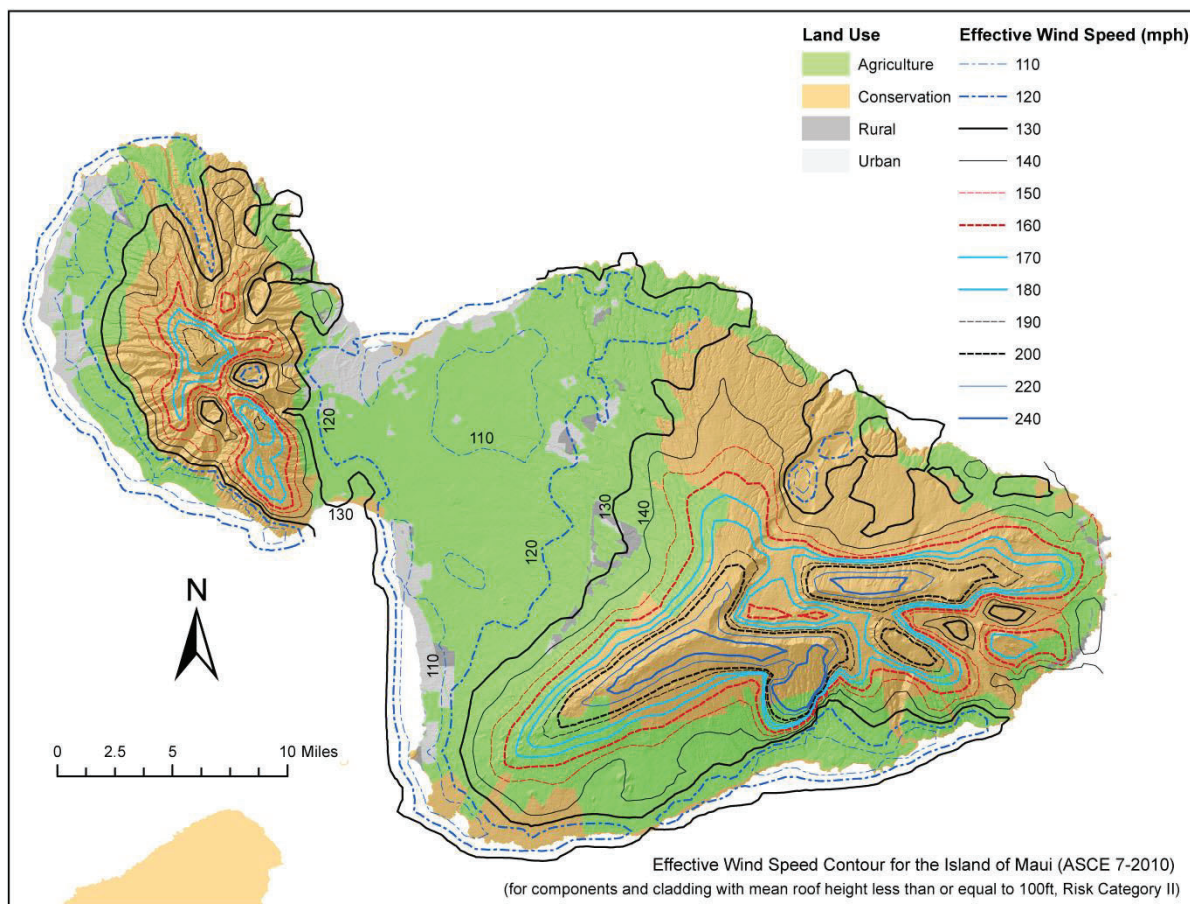 Land Use
Agriculture
Conservation
Rural
Urban
Effective Wind Speed (mph)
110
120
130
140
150
160
170
180
190
200
220
240
120
110
130
130
140
120
110
N
0 2.5 5 10 Miles
Effective Wind Speed Contour for the Island of Maui (ASCE 7-2010)
(for components and cladding with mean roof height less than or equal to 100ft, Risk Category II)